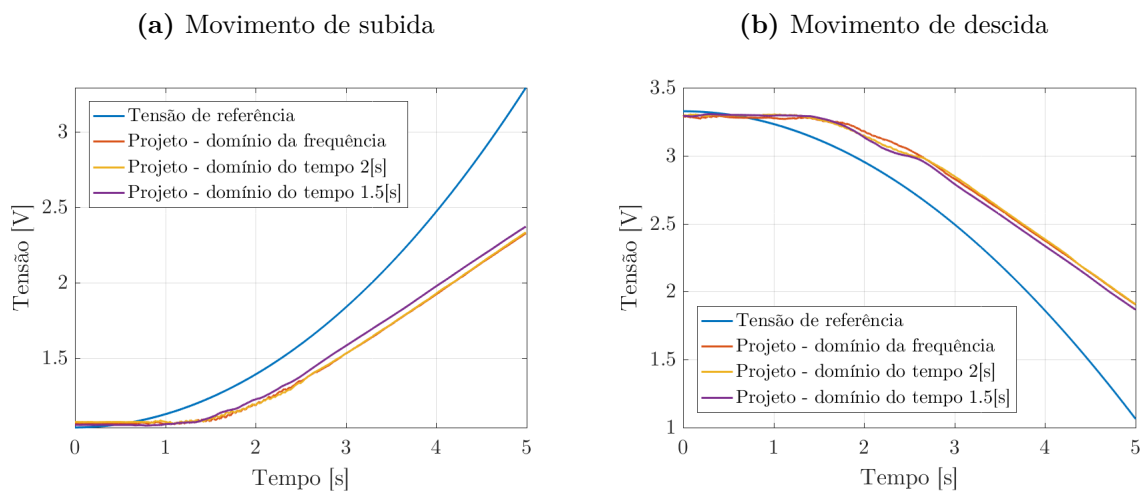 (a) Movimento de subida
Tensão de referência
Projeto - domínio da frequência
Projeto - domínio do tempo 2[s]
Projeto - domínio do tempo 1.5[s]
Tensão [V]
3
2.5
2
1.5
0 1 2 3 4 5
Tempo [s]
(b) Movimento de descida
Tensão [V]
3.5
3
2.5
2
1.5
1
Tensão de referência
Projeto - domínio da frequência
Projeto - domínio do tempo 2[s]
Projeto - domínio do tempo 1.5[s]
0 1 2 3 4 5
Tempo [s]